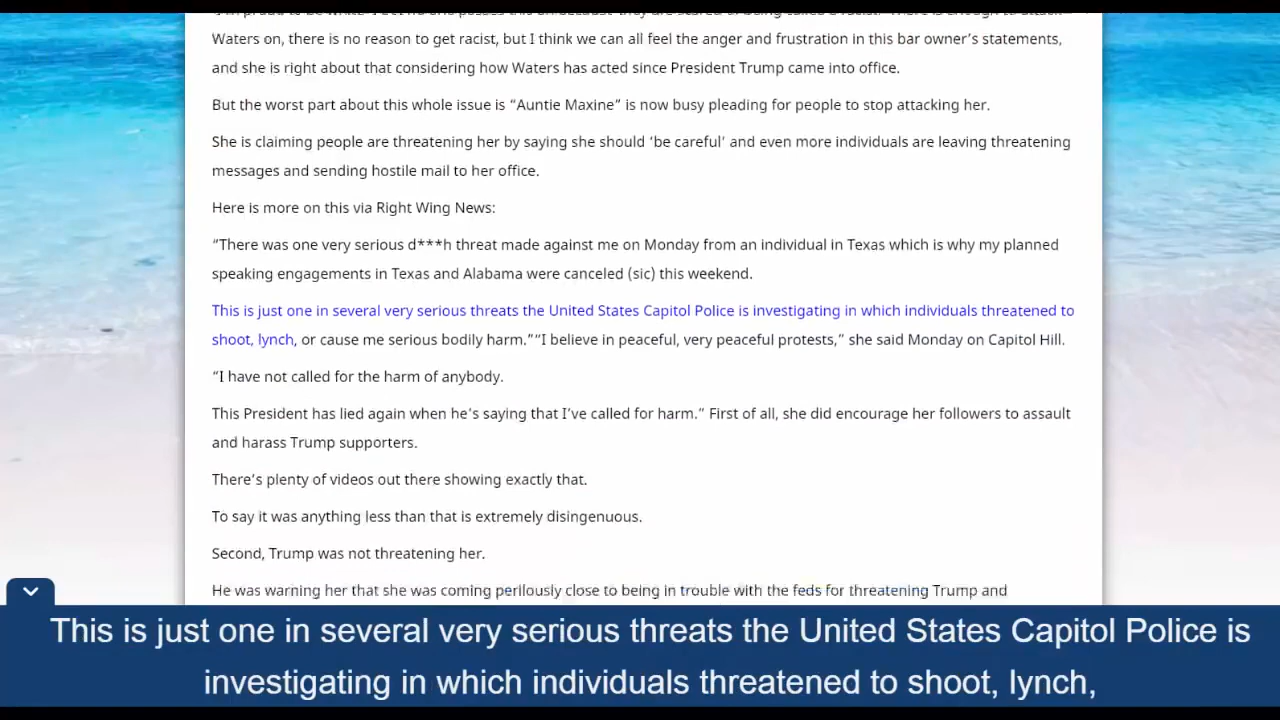 Waters on, there is no reason to get racist, but I think we can all feel the anger and frustration in this bar owner’s statements,
and she is right about that considering how Waters has acted since President Trump came into office.
But the worst part about this whole issue is “Auntie Maxine” is now busy pleading for people to stop attacking her.
She is claiming people are threatening her by saying she should ‘be careful’ and even more individuals are leaving threatening
messages and sending hostile mail to her office.
Here is more on this via Right Wing News:
“There was one very serious d***h threat made against me on Monday from an individual in Texas which is why my planned
speaking engagements in Texas and Alabama were canceled (sic) this weekend.
This is just one in several very serious threats the United States Capitol Police is investigating in which individuals threatened to
shoot, lynch, or cause me serious bodily harm.”“I believe in peaceful, very peaceful protests,” she said Monday on Capitol Hill.
“I have not called for the harm of anybody.
This President has lied again when he’s saying that I’ve called for harm.” First of all, she did encourage her followers to assault
and harass Trump supporters.
There’s plenty of videos out there showing exactly that.
To say it was anything less than that is extremely disingenuous.
Second, Trump was not threatening her.
He was warning her that she was coming perilously close to being in trouble with the feds for threatening Trump and
This is just one in several very serious threats the United States Capitol Police is
investigating in which individuals threatened to shoot, lynch,